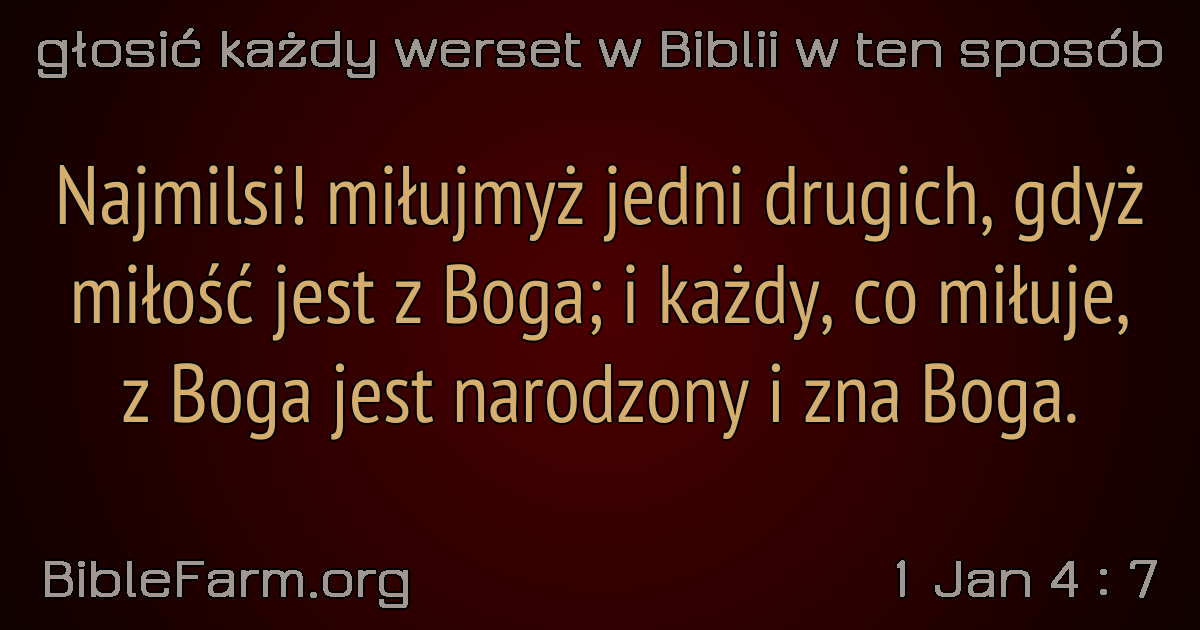 głosić każdy werset w Biblii w ten sposób
Najmilsi! miłujmyż jedni drugich, gdyż
miłość jest z Boga; i każdy, co miłuje,
z Boga jest narodzony i zna Boga.
BibleFarm.org
1 Jan 4 : 7